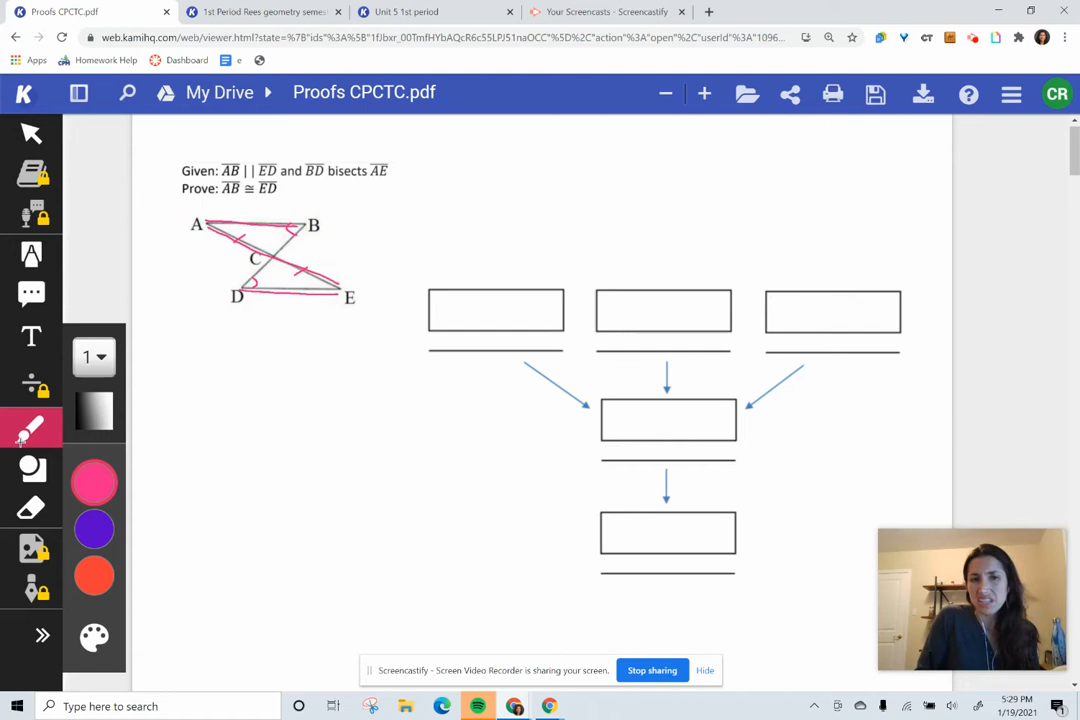 Proofs CPCTC.pdf
1st Period Rees geometry semest
Unit 5 1st period
Your Screencasts - Screencastify
web.kamihq.com/web/viewer.html?state=%7B"ids"%3A%5B"1fJbxr_00TmfHYbAQcR6c55LPJ51naOCC"%5D%2C"action"%3A"open"%2C"userId"%3A"1096...
Apps
CPM
Homework Help
Dashboard
e
My Drive
Proofs CPCTC.pdf
CR
Given: AB || ED and BD bisects AE
Prove: AB ≅ ED
A
B
C
D
E
T
1
Screencastify - Screen Video Recorder is sharing your screen.
Stop sharing
Hide
Type here to search
5:29 PM
1/19/2021
1